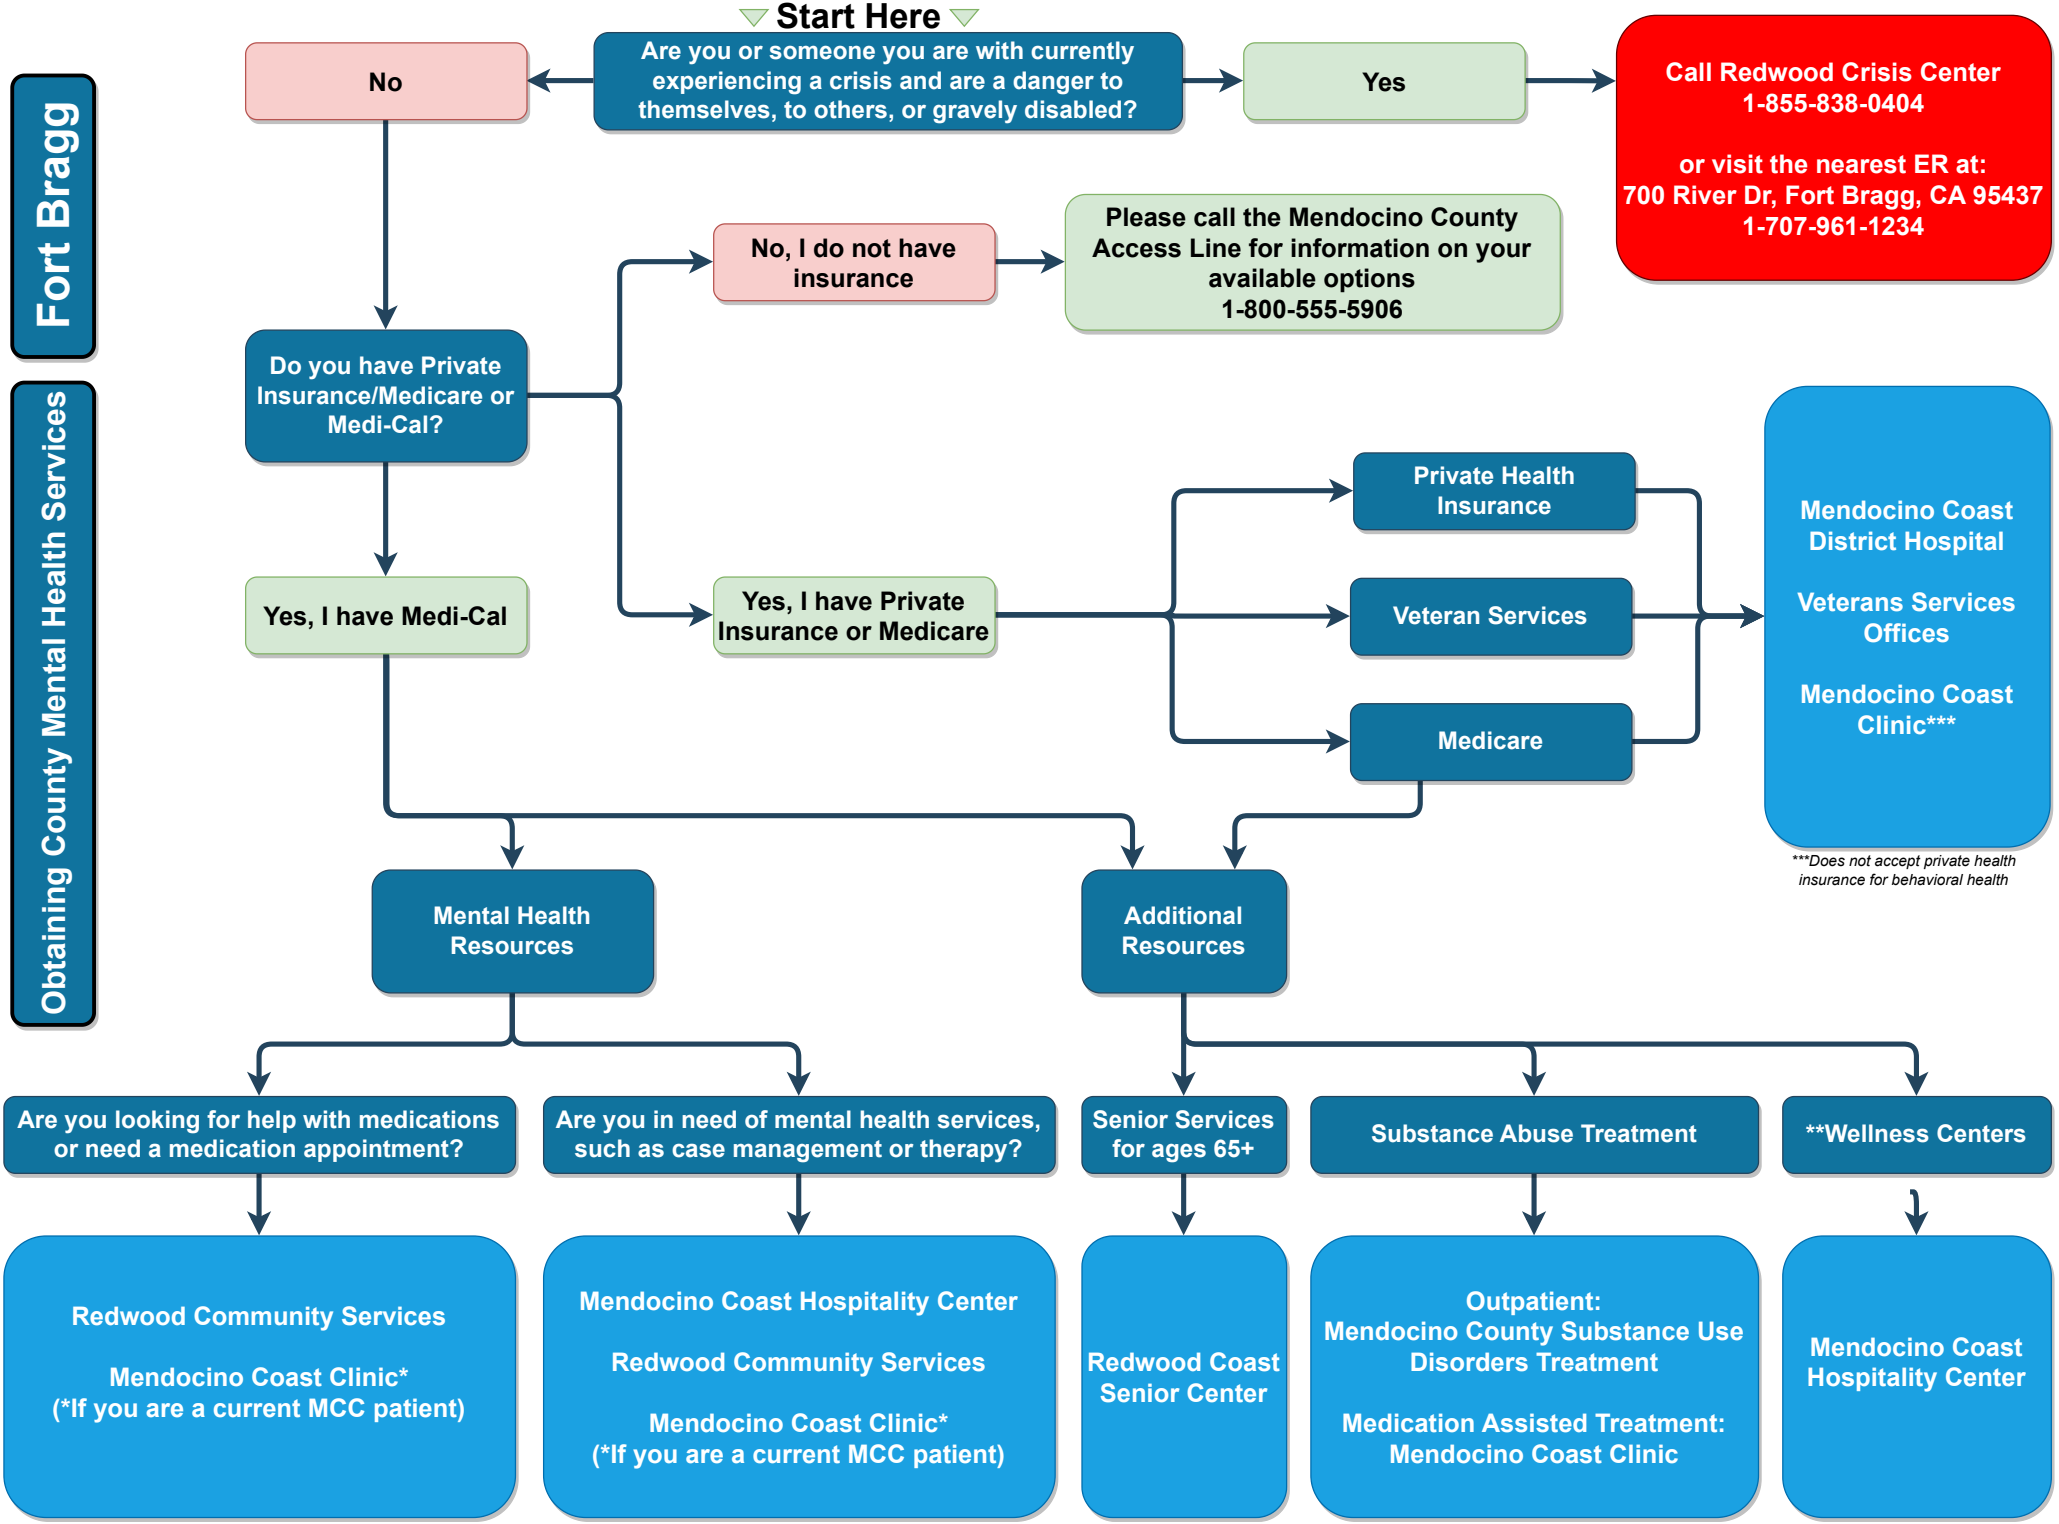 Start Here
Are you or someone you are with currently
experiencing a crisis and are a danger to
themselves, to others, or gravely disabled?
No
Yes
Call Redwood Crisis Center
1-855-838-0404
or visit the nearest ER at:
700 River Dr, Fort Bragg, CA 95437
1-707-961-1234
Fort Bragg
Obtaining County Mental Health Services
No, I do not have
insurance
Please call the Mendocino County
Access Line for information on your
available options
1-800-555-5906
Do you have Private
Insurance/Medicare or
Medi-Cal?
Yes, I have Medi-Cal
Yes, I have Private
Insurance or Medicare
Private Health
Insurance
Veteran Services
Medicare
Mendocino Coast
District Hospital
Veterans Services
Offices
Mendocino Coast
Clinic***
***Does not accept private health
insurance for behavioral health
Mental Health
Resources
Additional
Resources
Are you looking for help with medications
or need a medication appointment?
Are you in need of mental health services,
such as case management or therapy?
Senior Services
for ages 65+
Substance Abuse Treatment
**Wellness Centers
Redwood Community Services
Mendocino Coast Clinic*
(*If you are a current MCC patient)
Mendocino Coast Hospitality Center
Redwood Community Services
Mendocino Coast Clinic*
(*If you are a current MCC patient)
Redwood Coast
Senior Center
Outpatient:
Mendocino County Substance Use
Disorders Treatment
Medication Assisted Treatment:
Mendocino Coast Clinic
Mendocino Coast
Hospitality Center